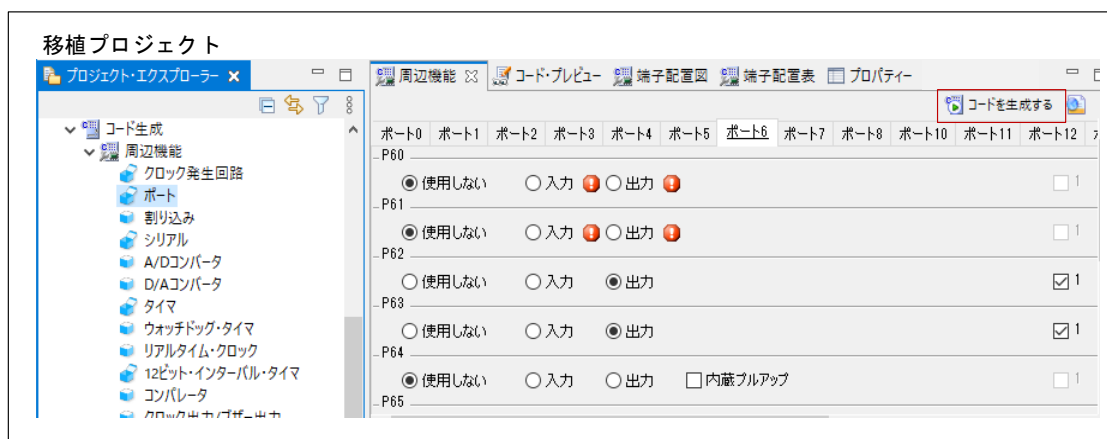 移植プロジェクト
プロジェクト・エクスプローラー
コード生成
周辺機能
クロック発生回路
ポート
割り込み
シリアル
A/Dコンバータ
D/Aコンバータ
タイマ
ウォッチドッグ・タイマ
リアルタイム・クロック
12ビット・インターバル・タイマ
コンパレータ
クロック出力/ブザー出力
周辺機能 コード・プレビュー 端子配置図 端子配置表 プロパティー
コードを生成する
ポート0 ポート1 ポート2 ポート3 ポート4 ポート5 ポート6 ポート7 ポート8 ポート10 ポート11 ポート12
P60
使用しない 入力 出力 1
P61
使用しない 入力 出力 1
P62
使用しない 入力 出力 1
P63
使用しない 入力 出力 1
P64
使用しない 入力 出力 内蔵プルアップ 1
P65